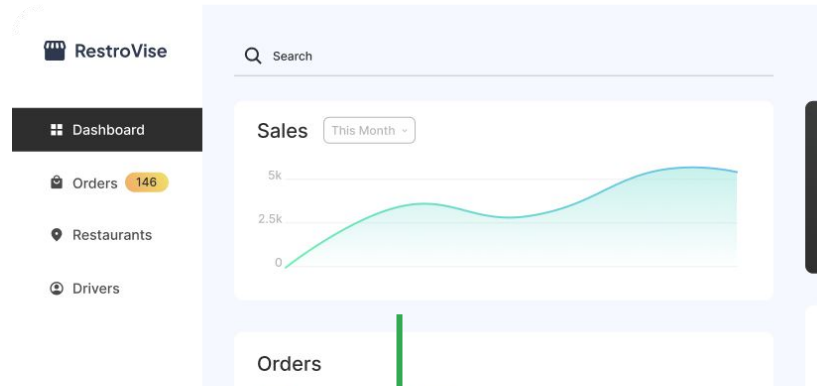 RestroVise
Search
Dashboard
Sales
This Month
Orders 146
5k
2.5k
Restaurants
0
Drivers
Orders